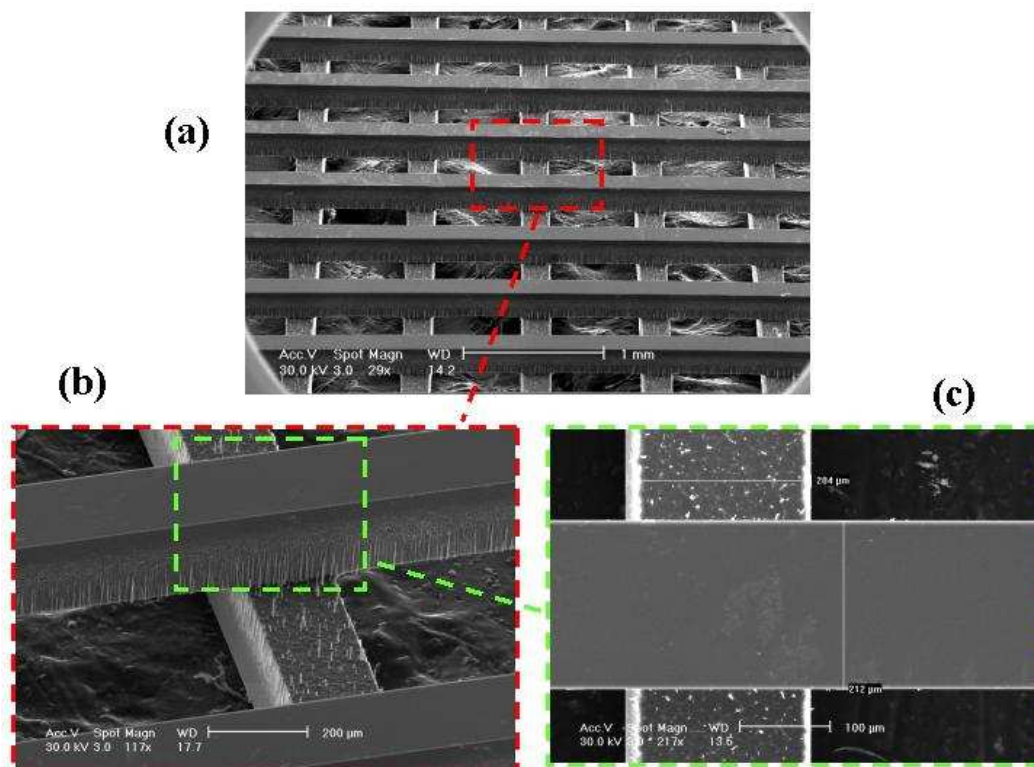 (a)
Acc.V Spot Magn WD 1 mm
30.0 kV 3.0 29x 14.2
(b)
(c)
Acc.V Spot Magn WD 200 µm
30.0 kV 3.0 117x 17.7
204 µm
212 µm
Acc.V Spot Magn WD 100 µm
30.0 kV 3.0 * 217x 13.6